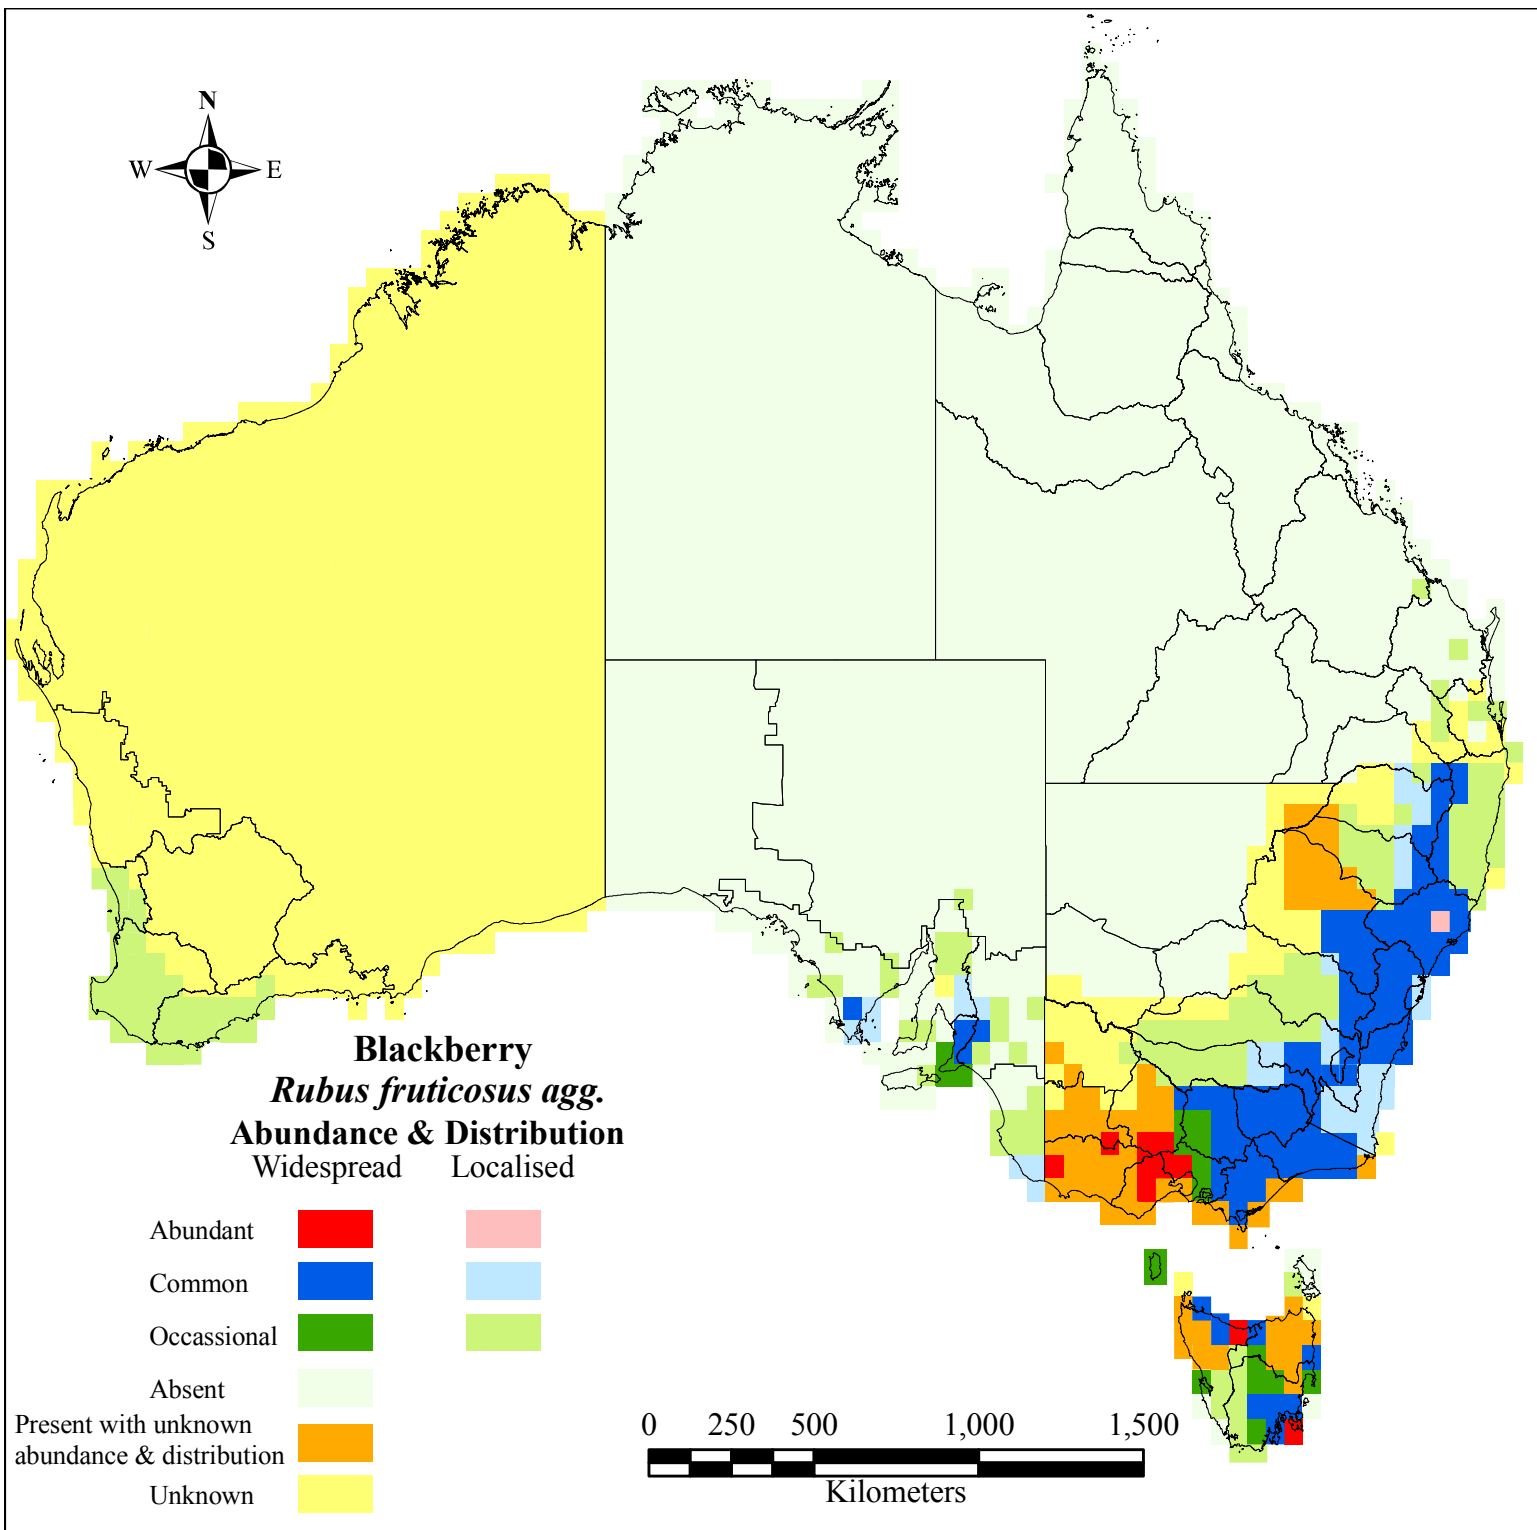 N
W E
S
Blackberry
Rubus fruticosus agg.
Abundance & Distribution
Widespread Localised
Abundant
Common
Occassional
Absent
Present with unknown
abundance & distribution
Unknown
0 250 500 1,000 1,500
Kilometers